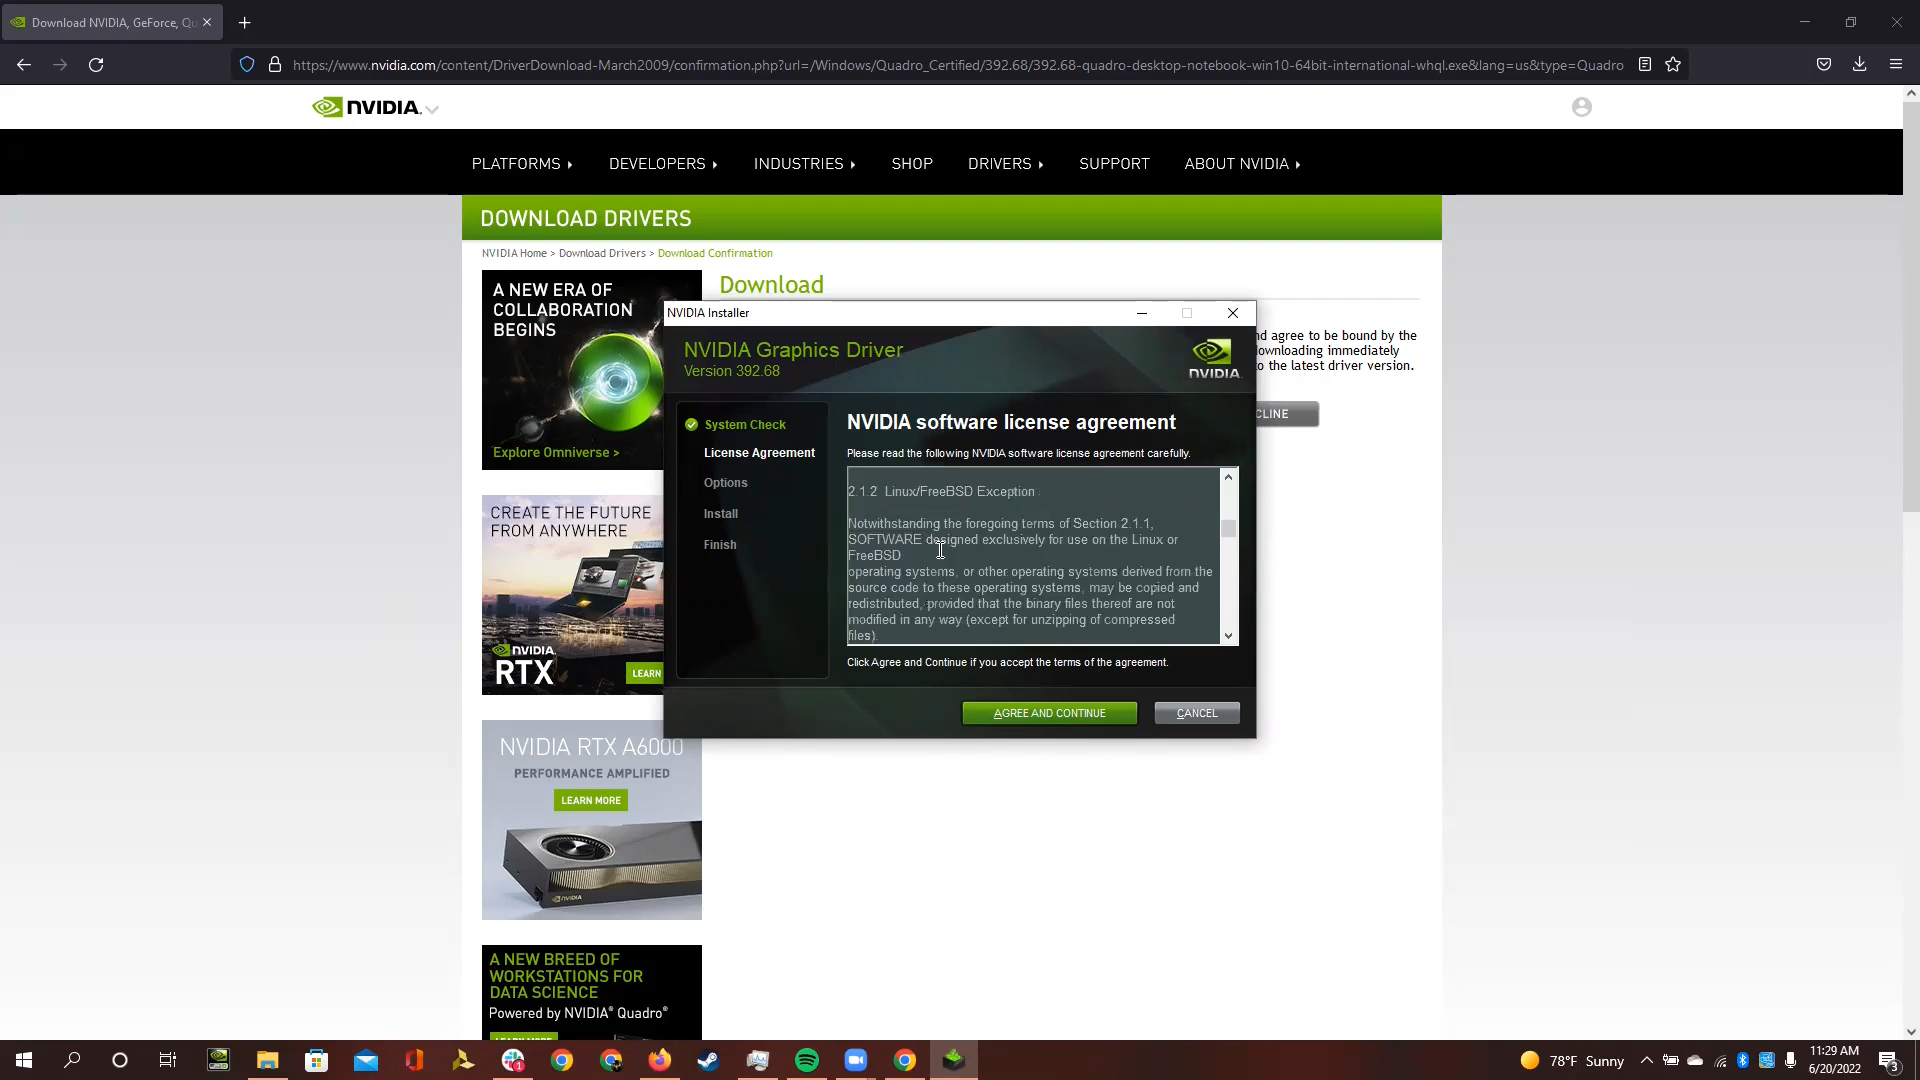 Download NVIDIA, GeForce, Qu
https://www.nvidia.com/content/DriverDownload-March2009/confirmation.php?url=/Windows/Quadro_Certified/392.68/392.68-quadro-desktop-notebook-win10-64bit-international-whql.exe&lang=us&type=Quadro
NVIDIA.
PLATFORMS DEVELOPERS INDUSTRIES SHOP DRIVERS SUPPORT ABOUT NVIDIA
DOWNLOAD DRIVERS
NVIDIA Home > Download Drivers > Download Confirmation
A NEW ERA OF
COLLABORATION
BEGINS
Explore Omniverse >
Download
nd agree to be bound by the
ownloading immediately
o the latest driver version.
CLINE
NVIDIA Installer
NVIDIA Graphics Driver
Version 392.68
NVIDIA.
System Check
License Agreement
Options
Install
Finish
NVIDIA software license agreement
Please read the following NVIDIA software license agreement carefully.
2.1.2 Linux/FreeBSD Exception
Notwithstanding the foregoing terms of Section 2.1.1,
SOFTWARE designed exclusively for use on the Linux or
FreeBSD
operating systems, or other operating systems derived from the
source code to these operating systems, may be copied and
redistributed, provided that the binary files thereof are not
modified in any way (except for unzipping of compressed
files).
Click Agree and Continue if you accept the terms of the agreement.
AGREE AND CONTINUE
CANCEL
CREATE THE FUTURE
FROM ANYWHERE
NVIDIA.
RTX
LEARN
NVIDIA RTX A6000
PERFORMANCE AMPLIFIED
LEARN MORE
NVIDIA
A NEW BREED OF
WORKSTATIONS FOR
DATA SCIENCE
Powered by NVIDIA® Quadro®
LEARN MORE
78°F Sunny
11:29 AM
6/20/2022
1
3